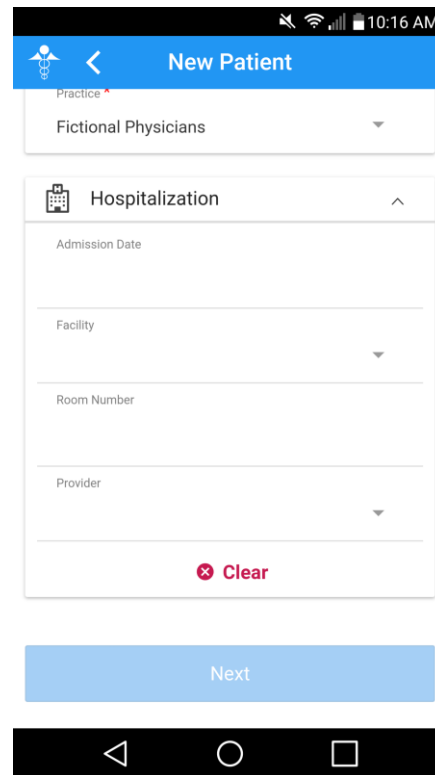 10:16 AM
New Patient
Practice *
Fictional Physicians
Hospitalization
Admission Date
Facility
Room Number
Provider
Clear
Next